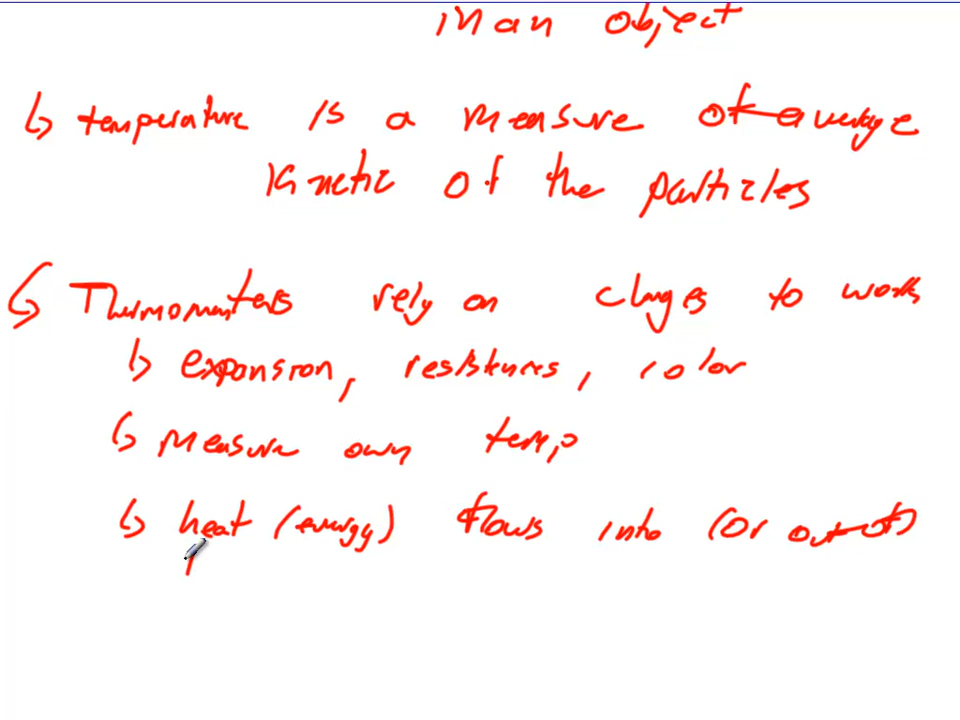 in an object
↳ temperature is a measure of average
kinetic of the particles
↳ Thermometers rely on changes to work
↳ expansion, resistances, color
↳ measure own temp
↳ heat (energy) flows into (or out of)